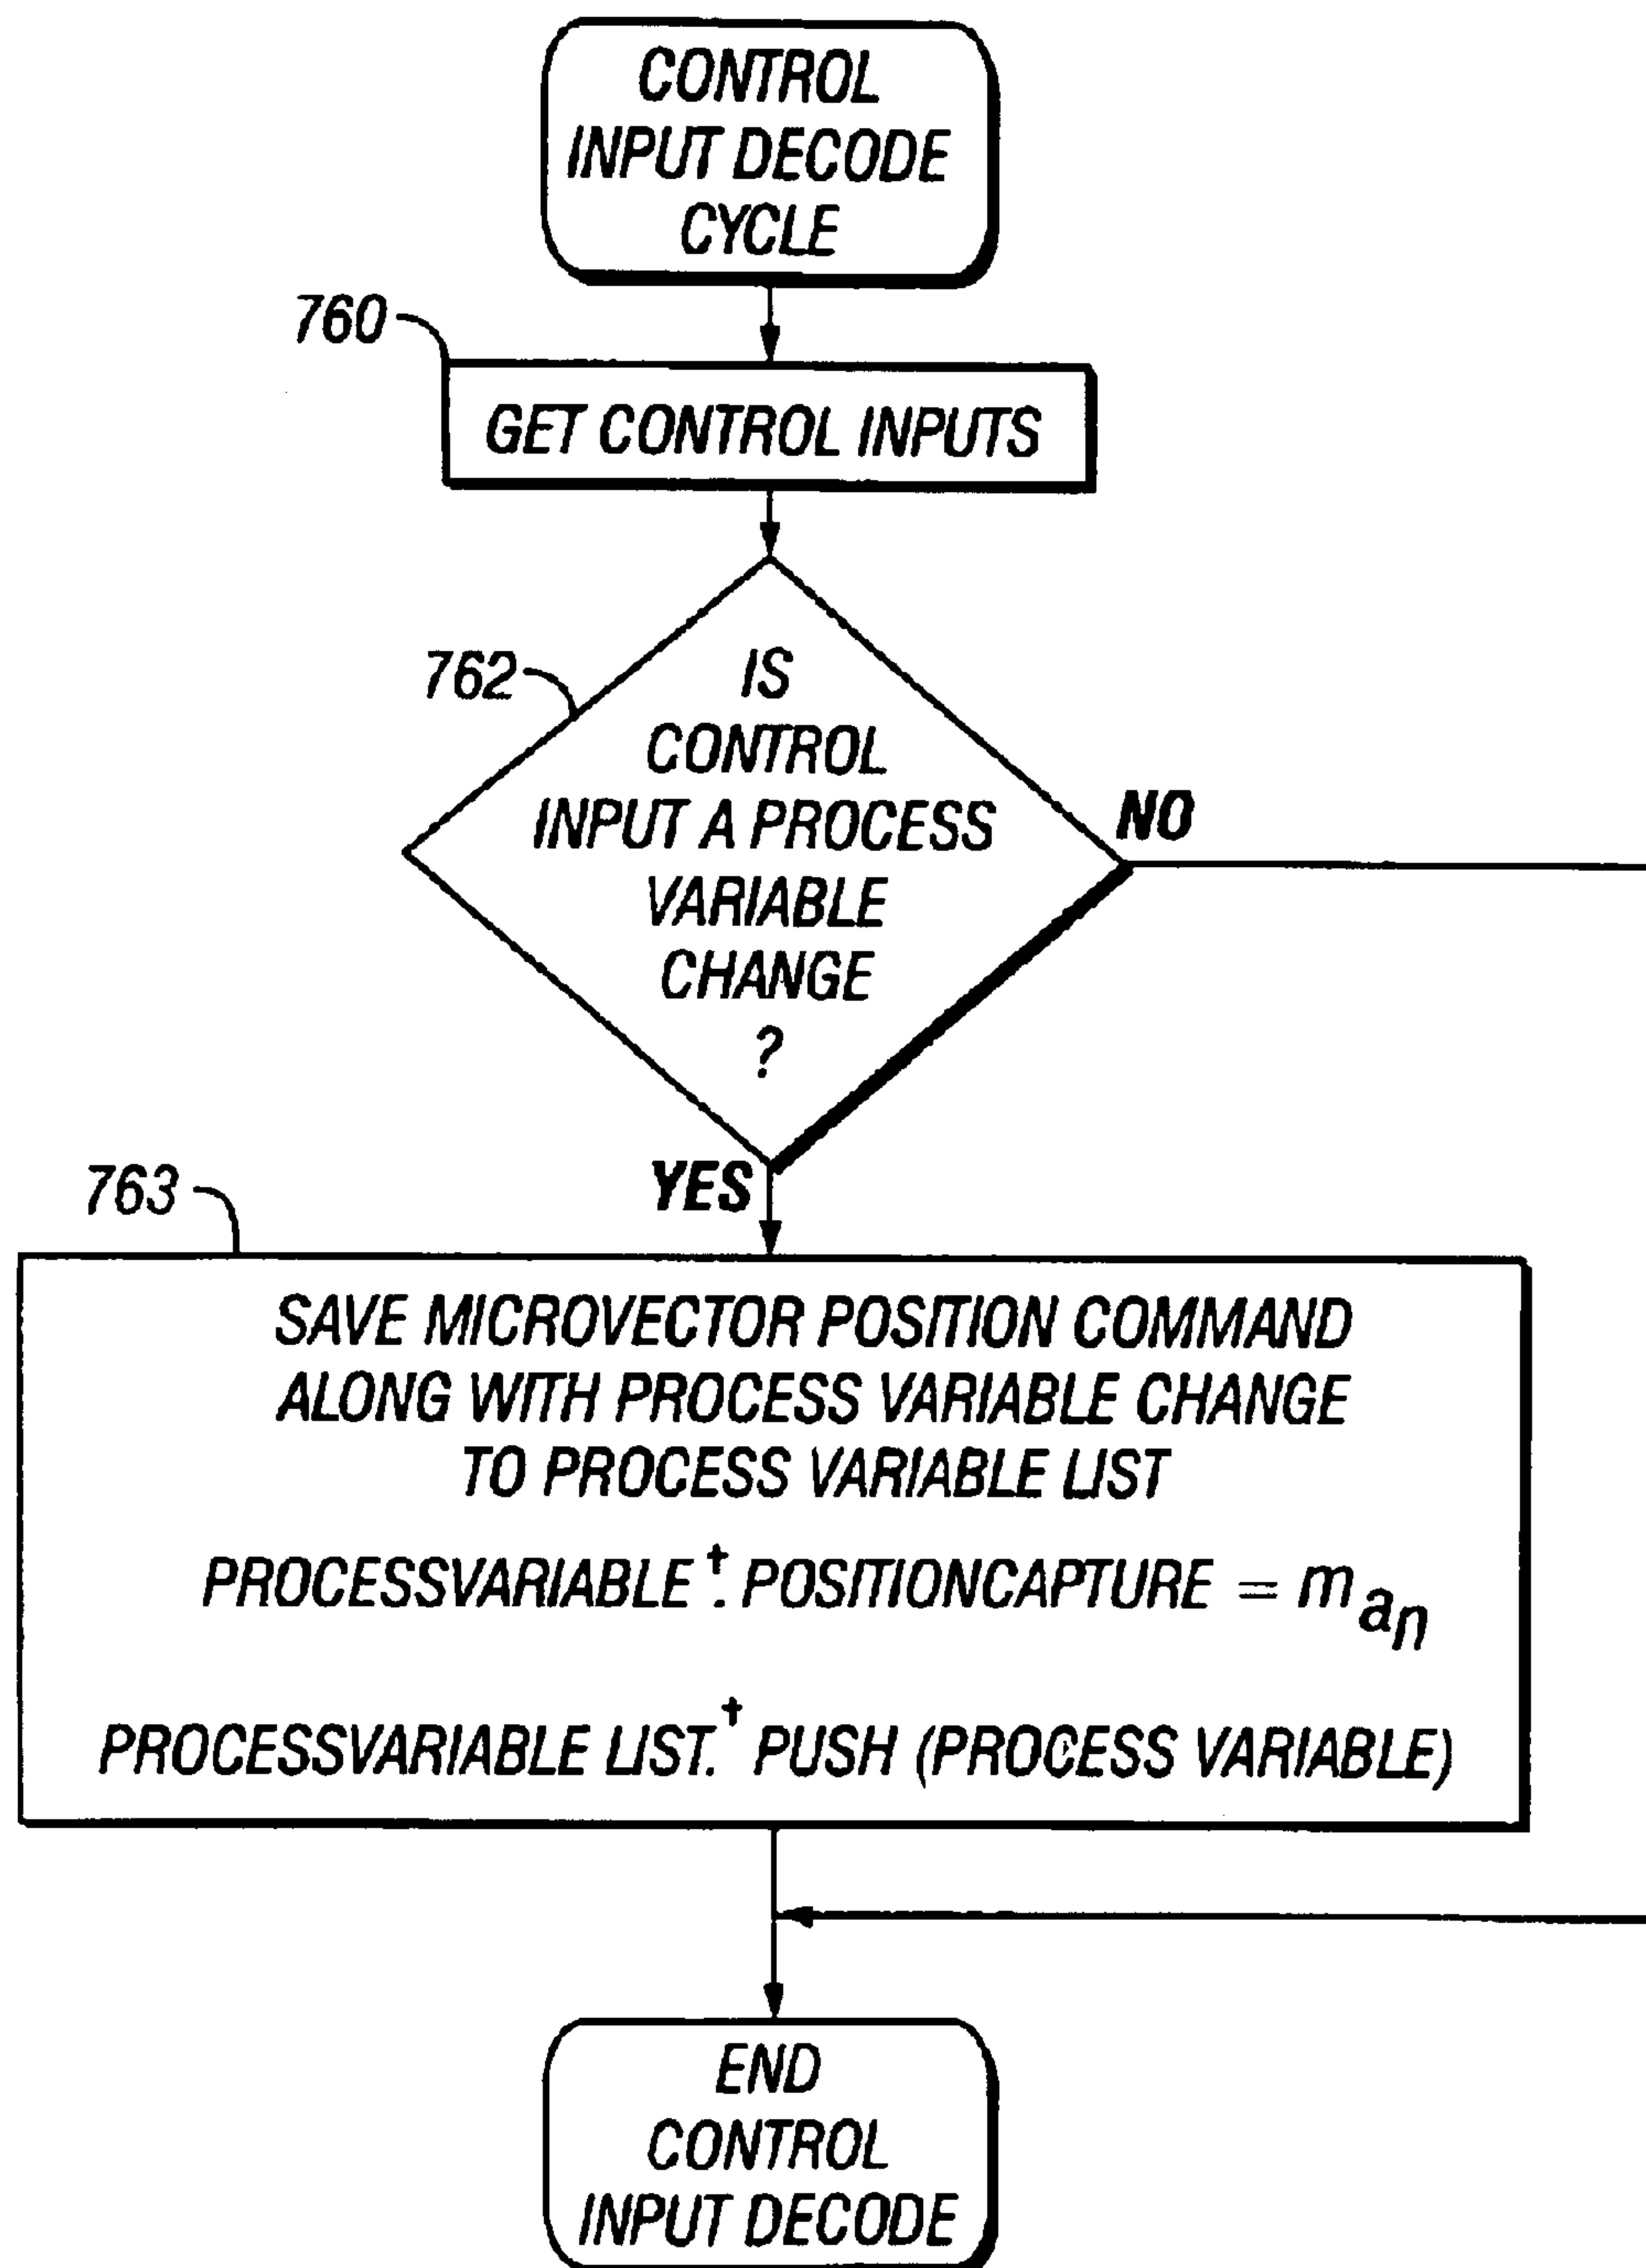 CONTROL
INPUT DECODE
CYCLE
760
GET CONTROL INPUTS
762
IS
CONTROL
INPUT A PROCESS
VARIABLE
CHANGE
?
NO
YES
763
SAVE MICROVECTOR POSITION COMMAND
ALONG WITH PROCESS VARIABLE CHANGE
TO PROCESS VARIABLE LIST
PROCESSVARIABLE†. POSITIONCAPTURE = m a n
PROCESSVARIABLE LIST.† PUSH (PROCESS VARIABLE)
END
CONTROL
INPUT DECODE